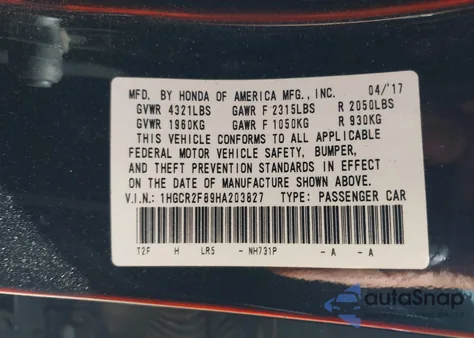 MFD. BY HONDA OF AMERICA MFG., INC. 04/'17
GVWR 4321LBS GAWR F 2315LBS R 2050LBS
GVWR 1960KG GAWR F 1050KG R 930KG
THIS VEHICLE CONFORMS TO ALL APPLICABLE
FEDERAL MOTOR VEHICLE SAFETY, BUMPER,
AND THEFT PREVENTION STANDARDS IN EFFECT
ON THE DATE OF MANUFACTURE SHOWN ABOVE.
V.I.N.: 1HGCR2F89HA203827 TYPE: PASSENGER CAR
T2F H LR5 - NH731P - A - A
autoSnap